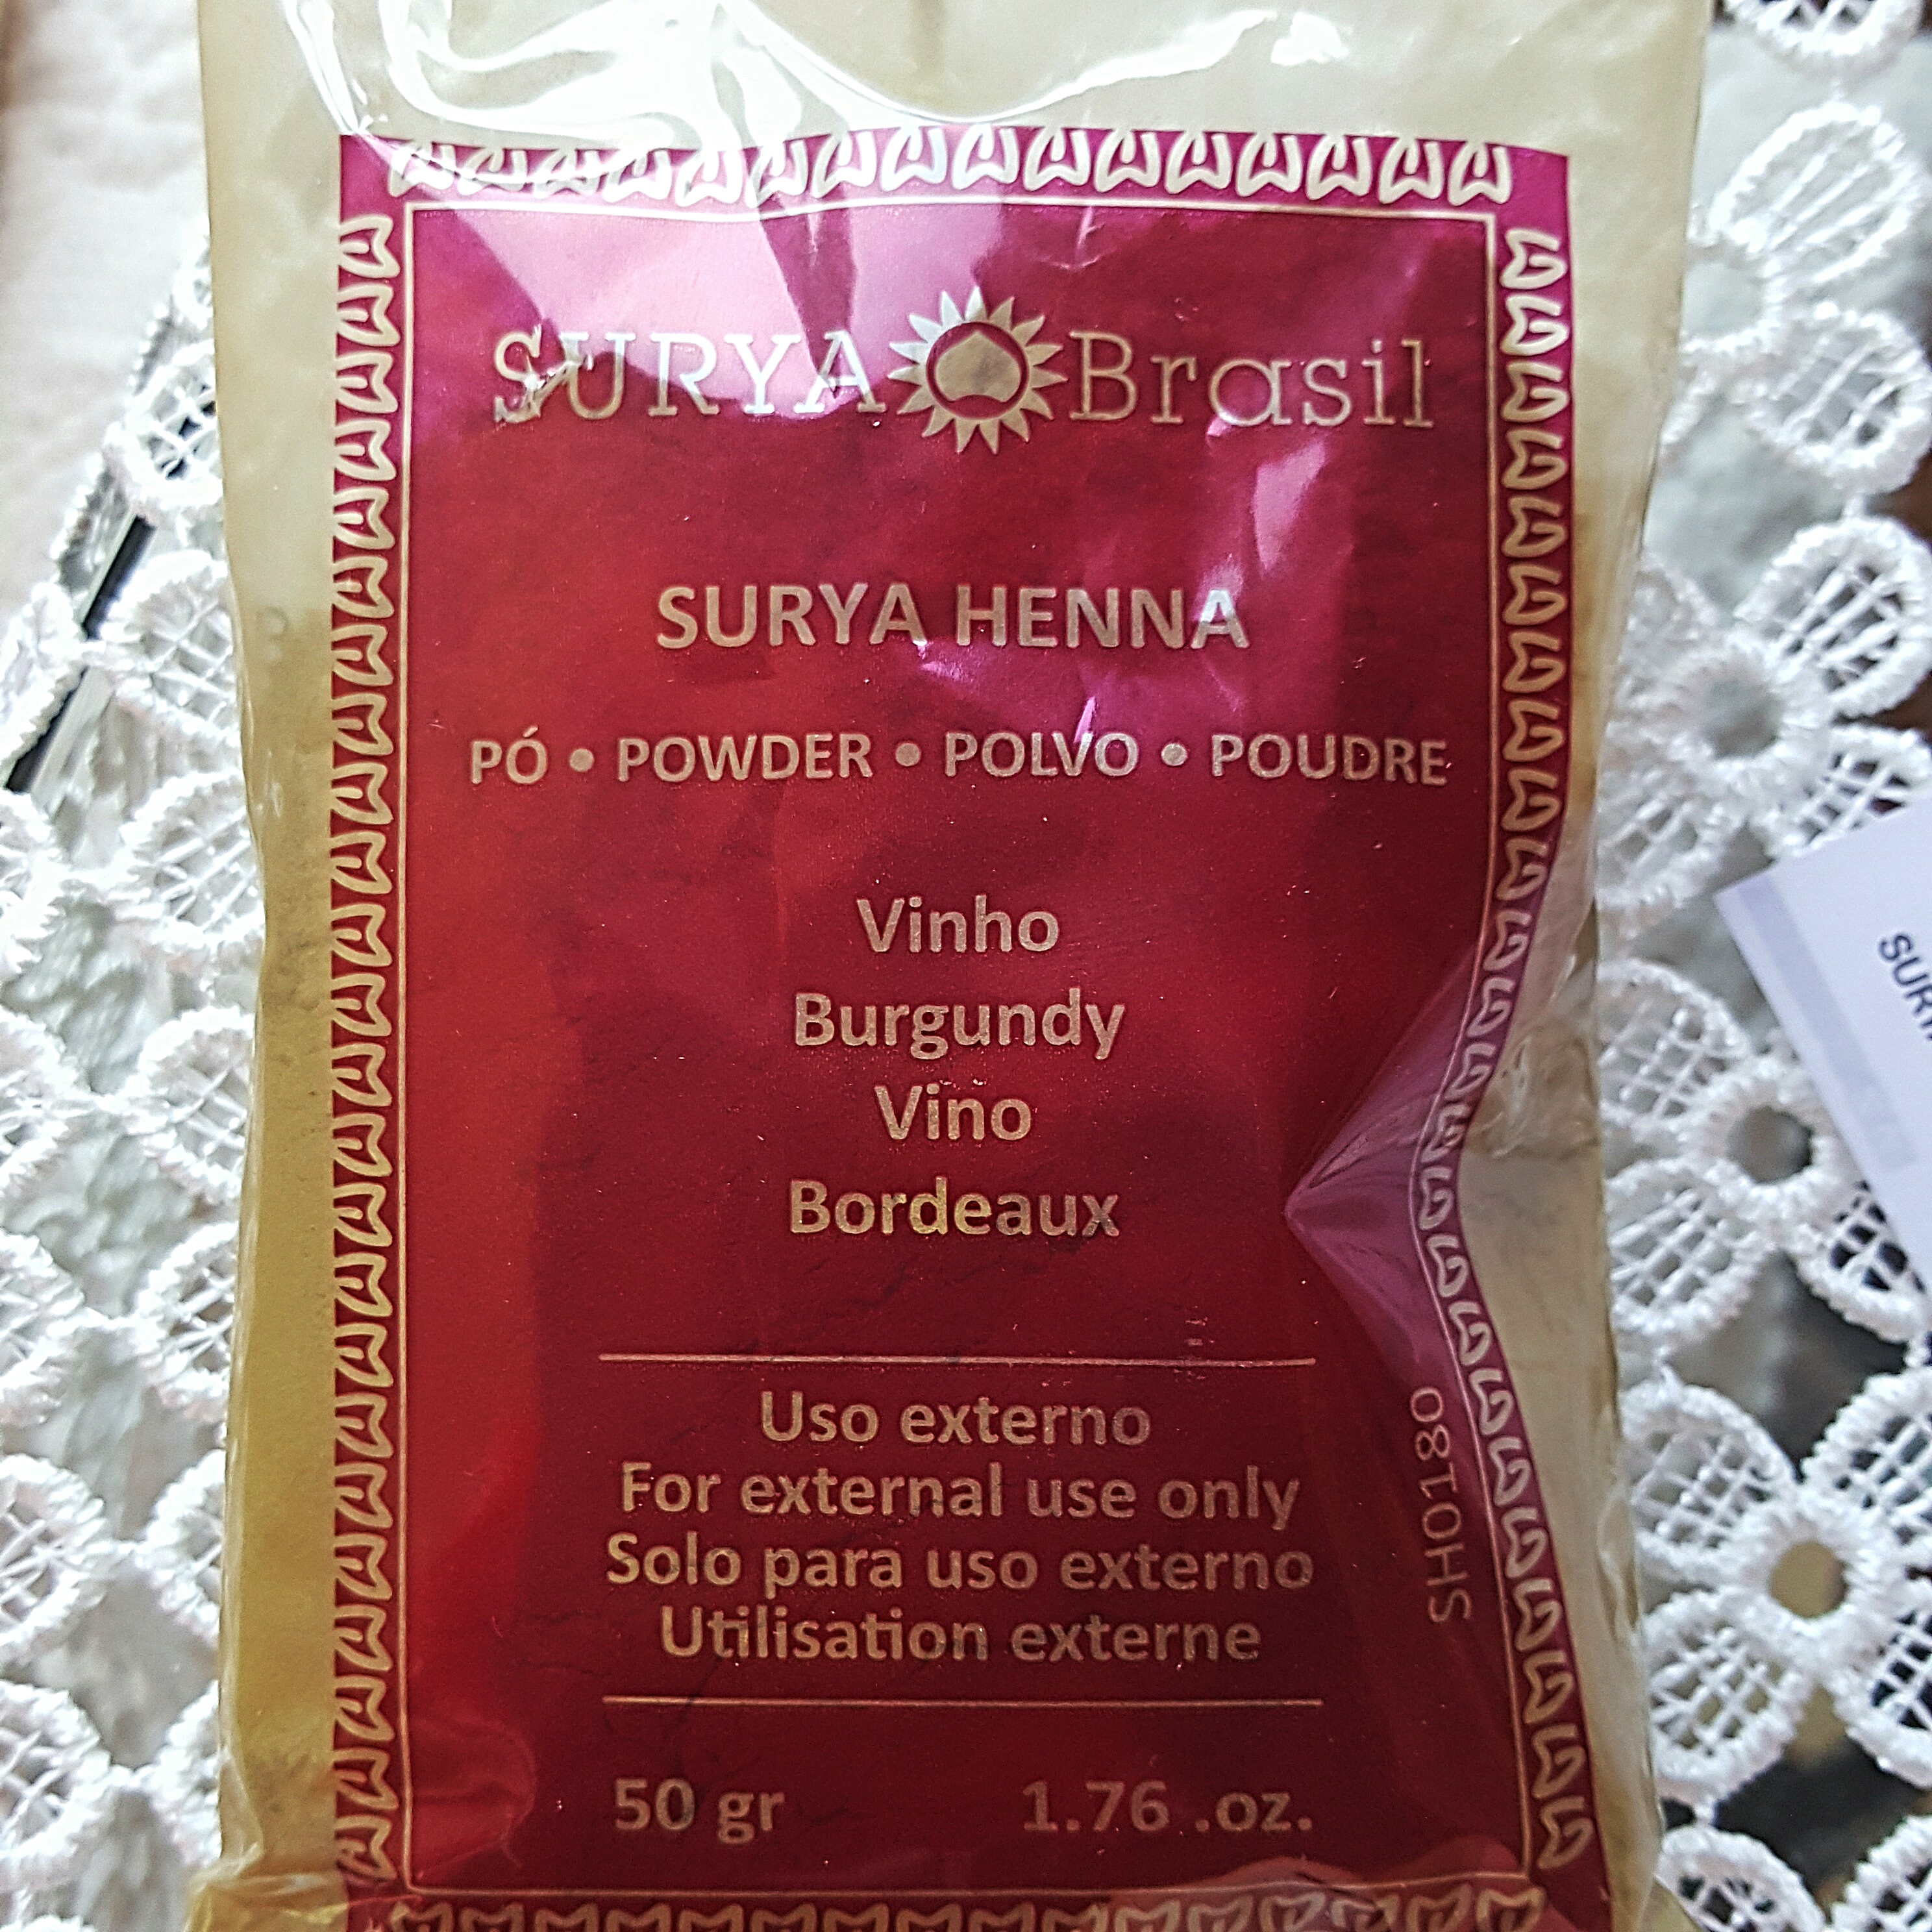 SURYA Brasil
SURYA HENNA
PÓ • POWDER • POLVO • POUDRE
Vinho
Burgundy
Vino
Bordeaux
Uso externo
For external use only
Solo para uso externo
Utilisation externe
50 gr 1.76 .oz.
SH0180